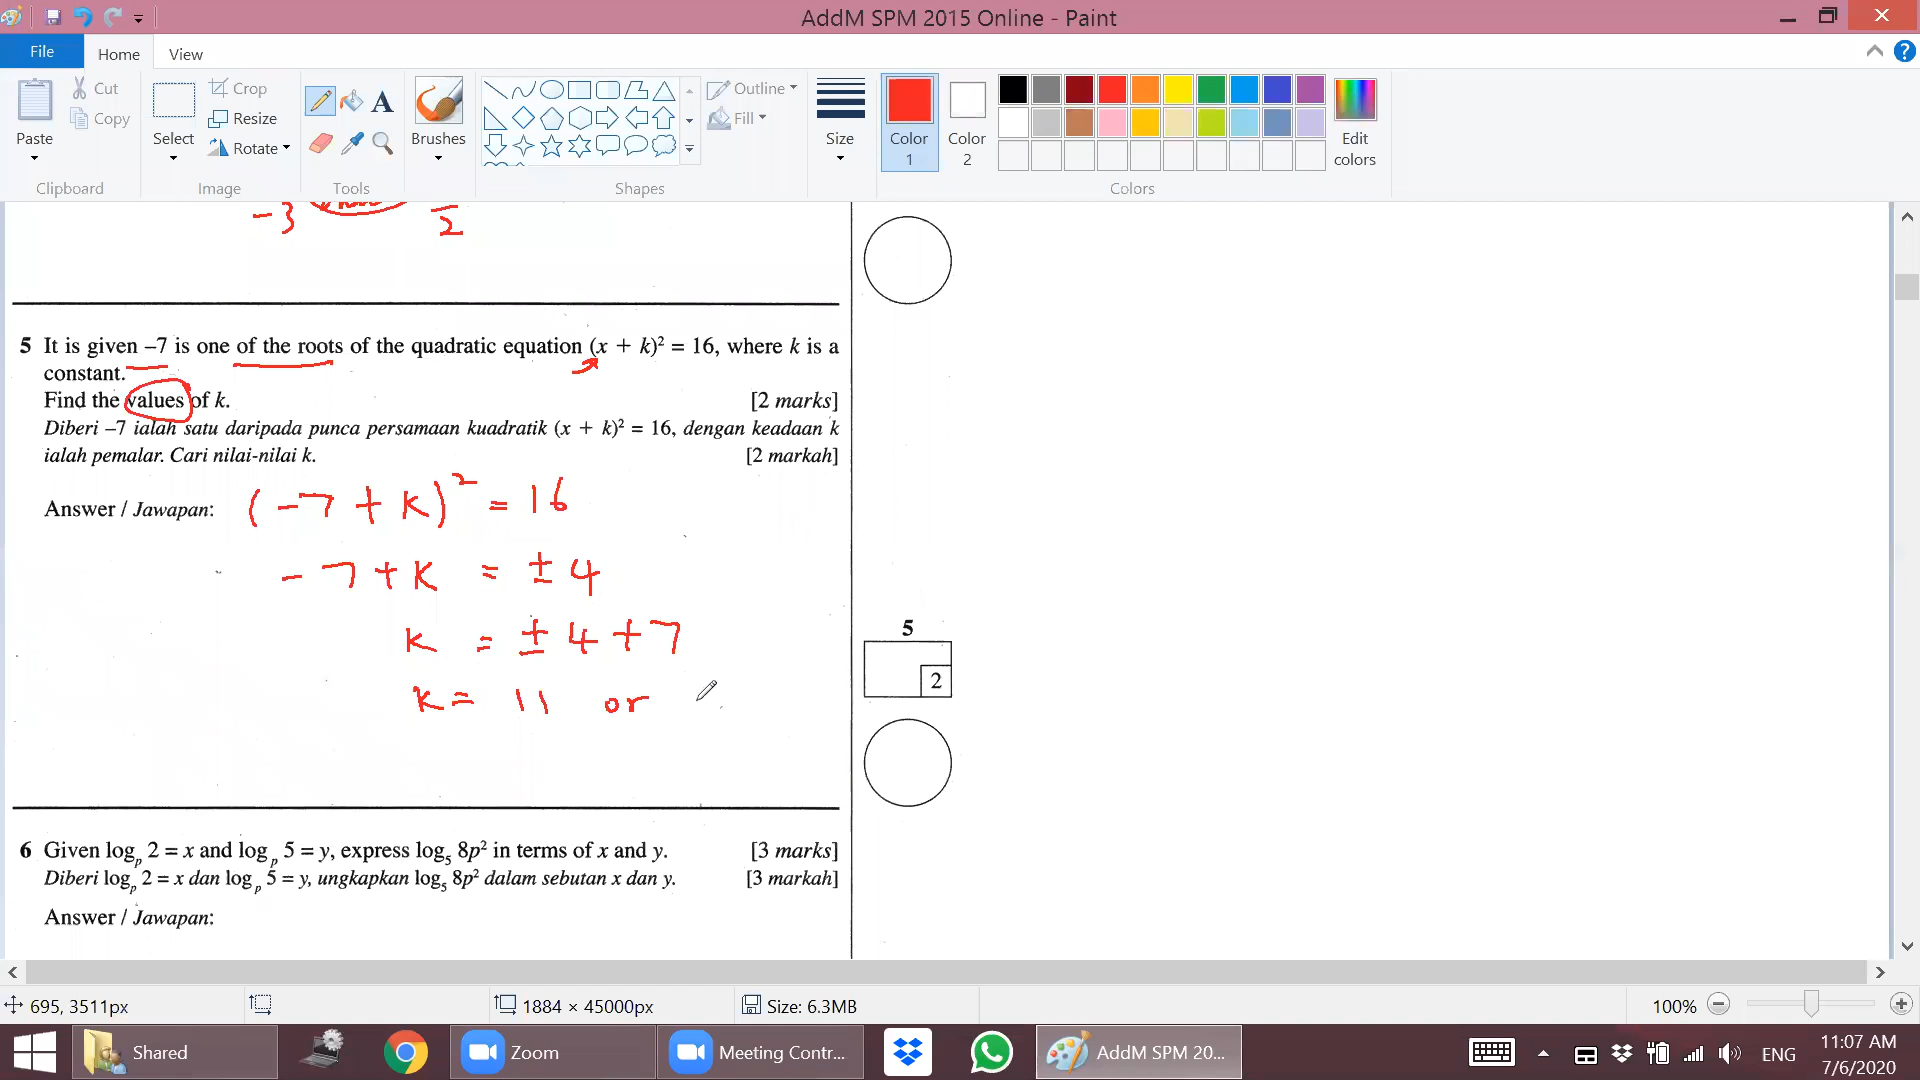 AddM SPM 2015 Online - Paint
File
Home
View
Paste
Cut
Copy
Clipboard
Select
Crop
Resize
Rotate
Image
A
Tools
Brushes
Shapes
Outline
Fill
Size
Color
1
Color
2
Edit
colors
Colors
-3
2
5 It is given –7 is one of the roots of the quadratic equation (x + k)² = 16, where k is a
constant.
Find the values of k. [2 marks]
Diberi –7 ialah satu daripada punca persamaan kuadratik (x + k)² = 16, dengan keadaan k
ialah pemalar. Cari nilai-nilai k. [2 markah]
Answer / Jawapan: (-7 + k)² = 16
-7 + k = ± 4
k = ± 4 + 7
k = 11 or
5
2
6 Given logₚ 2 = x and logₚ 5 = y, express log₅ 8p² in terms of x and y. [3 marks]
Diberi logₚ 2 = x dan logₚ 5 = y, ungkapkan log₅ 8p² dalam sebutan x dan y. [3 markah]
Answer / Jawapan:
695, 3511px
1884 × 45000px
Size: 6.3MB
100%
Shared
Zoom
Meeting Contr...
AddM SPM 20...
ENG
11:07 AM
7/6/2020